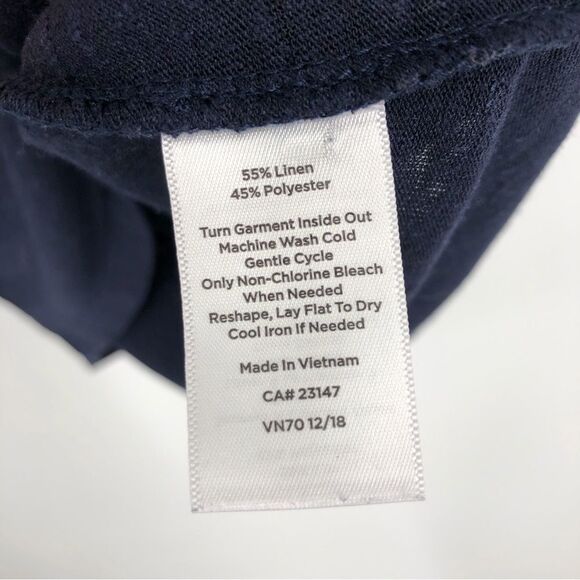 55% Linen
45% Polyester
Turn Garment Inside Out
Machine Wash Cold
Gentle Cycle
Only Non-Chlorine Bleach
When Needed
Reshape, Lay Flat To Dry
Cool Iron If Needed
Made In Vietnam
CA# 23147
VN70 12/18